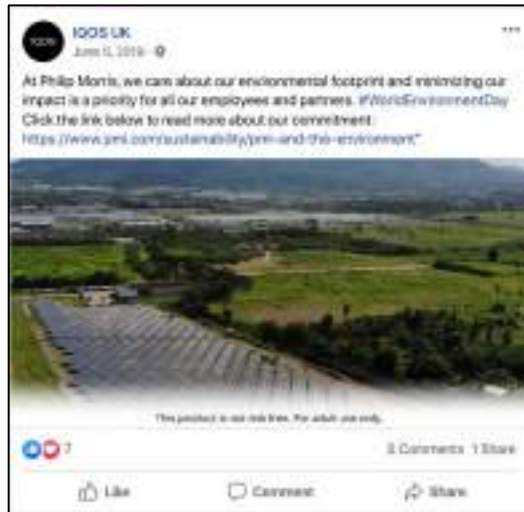 IQOS
IQOS UK
June 5, 2019
At Philip Morris, we care about our environmental footprint and minimizing our
impact is a priority for all our employees and partners. #WorldEnvironmentDay
Click the link below to read more about our commitment:
https://www.pmi.com/sustainability/pmi-and-the-environment"
This product is not risk free. For adult use only.
7
Comments 1 Share
Like
Comment
Share